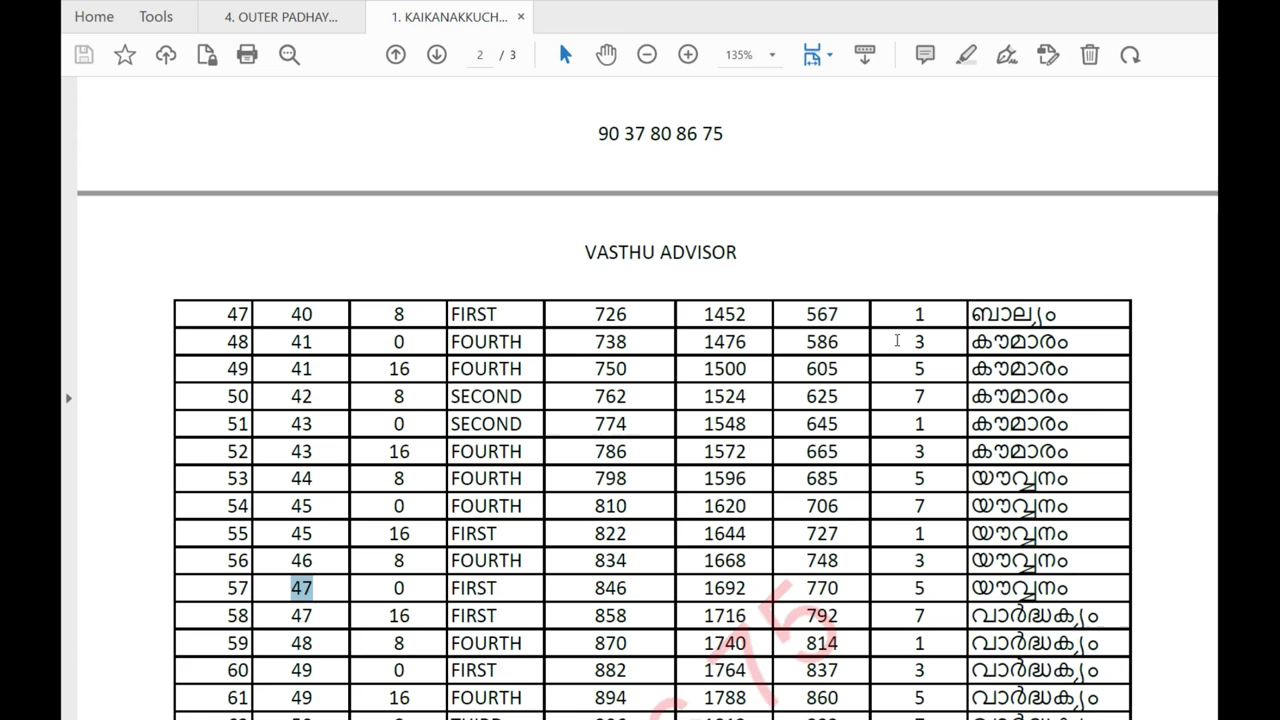 Home Tools 4. OUTER PADHAY... 1. KAIKANAKKUCH... ×
2 / 3 135%
90 37 80 86 75
VASTHU ADVISOR
47 40 8 FIRST 726 1452 567 1 ബാല്യം
48 41 0 FOURTH 738 1476 586 3 കൗമാരം
49 41 16 FOURTH 750 1500 605 5 കൗമാരം
50 42 8 SECOND 762 1524 625 7 കൗമാരം
51 43 0 SECOND 774 1548 645 1 കൗമാരം
52 43 16 FOURTH 786 1572 665 3 കൗമാരം
53 44 8 FOURTH 798 1596 685 5 യൗവ്വനം
54 45 0 FOURTH 810 1620 706 7 യൗവ്വനം
55 45 16 FIRST 822 1644 727 1 യൗവ്വനം
56 46 8 FOURTH 834 1668 748 3 യൗവ്വനം
57 47 0 FIRST 846 1692 770 5 യൗവ്വനം
58 47 16 FIRST 858 1716 792 7 വാർദ്ധക്യം
59 48 8 FOURTH 870 1740 814 1 വാർദ്ധക്യം
60 49 0 FIRST 882 1764 837 3 വാർദ്ധക്യം
61 49 16 FOURTH 894 1788 860 5 വാർദ്ധക്യം
75